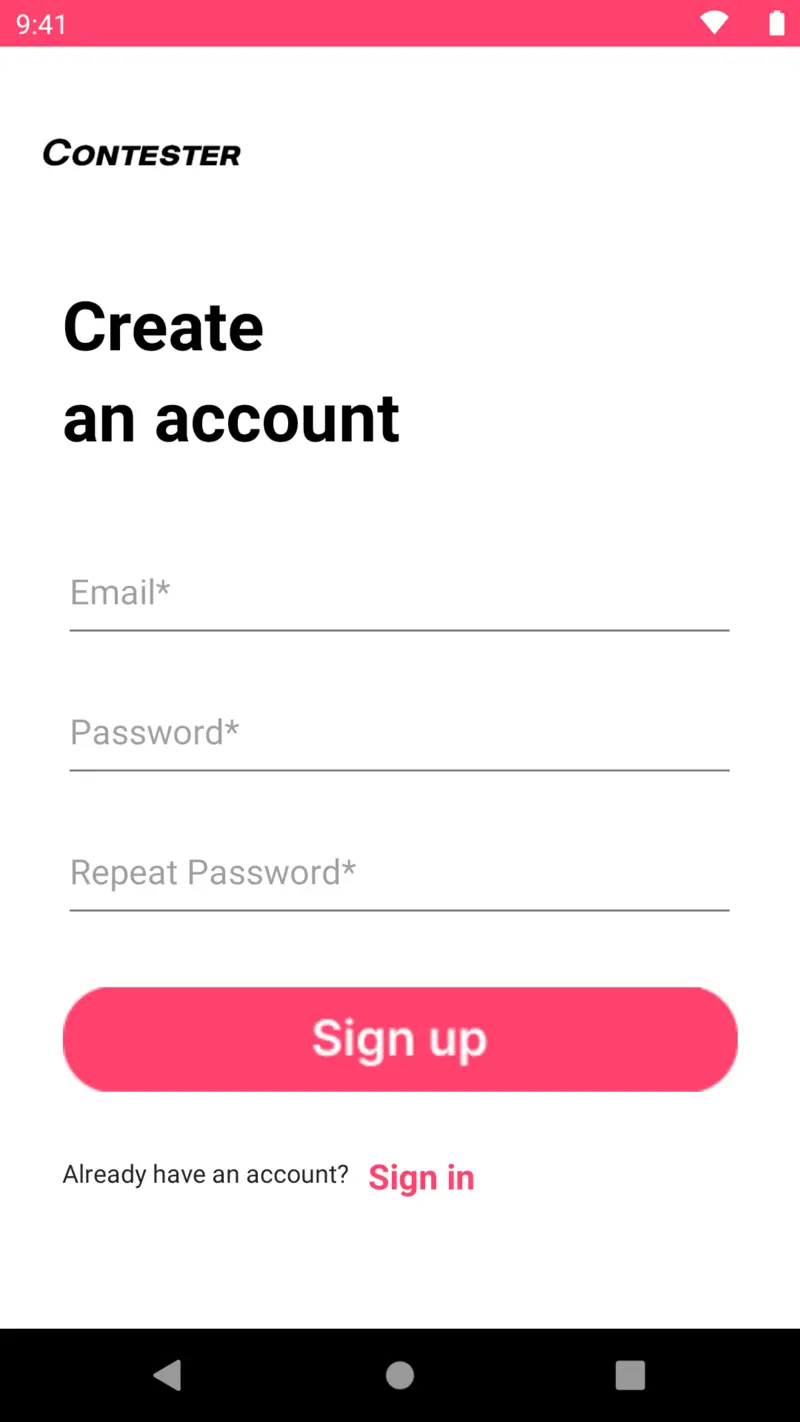 9:41
CONTESTER
Create
an account
Email*
Password*
Repeat Password*
Sign up
Already have an account? Sign in